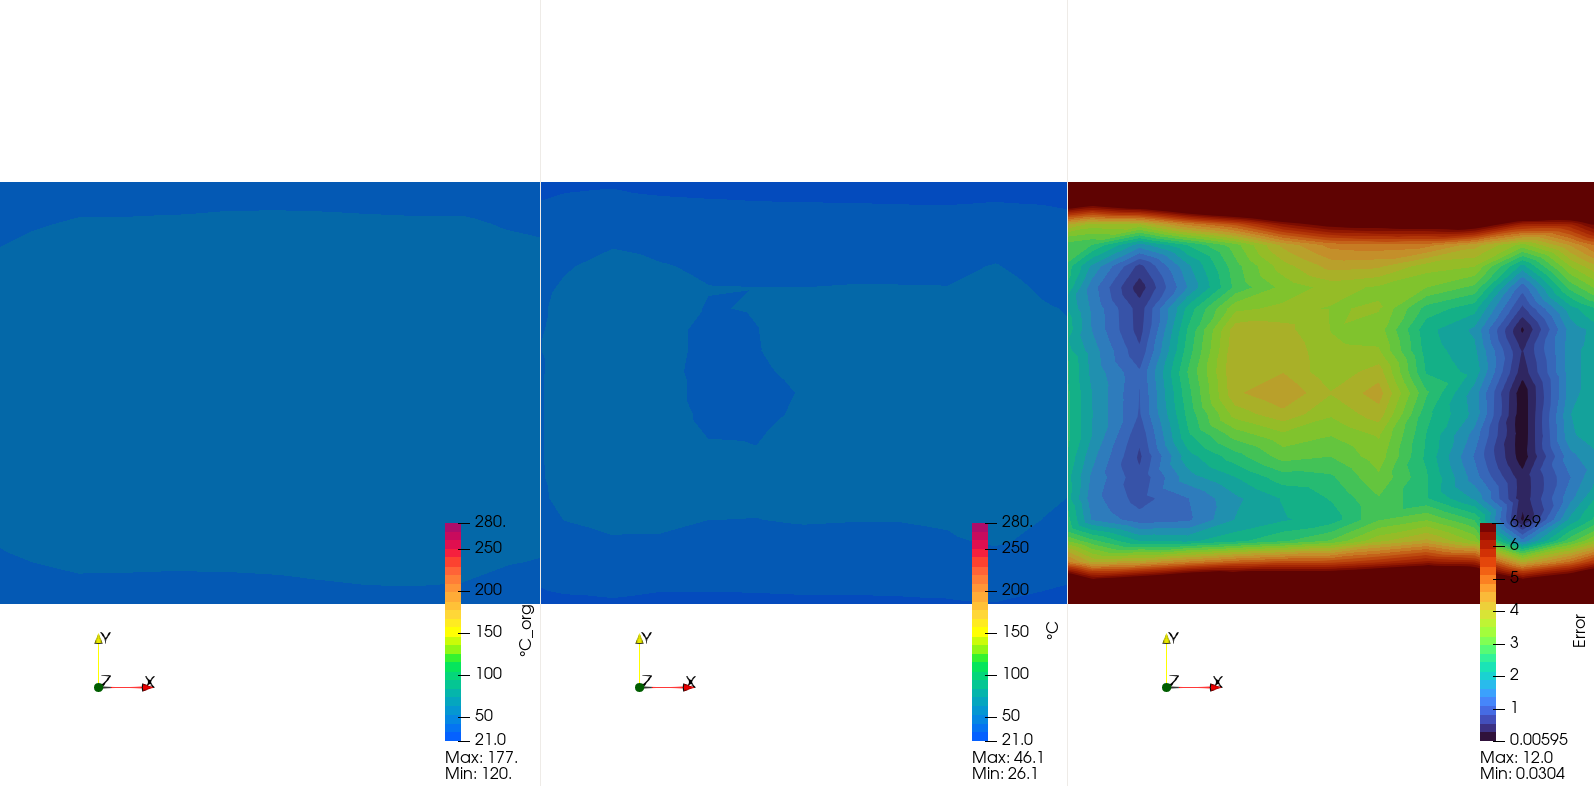 280.
250
200
150
100
50
21.0
°C_org
Max: 177.
Min: 120.
Y
Z
X
280.
250
200
150
100
50
21.0
°C
Max: 46.1
Min: 26.1
Y
Z
X
6.69
6
5
4
3
2
1
0.00595
Error
Max: 12.0
Min: 0.0304
Y
Z
X